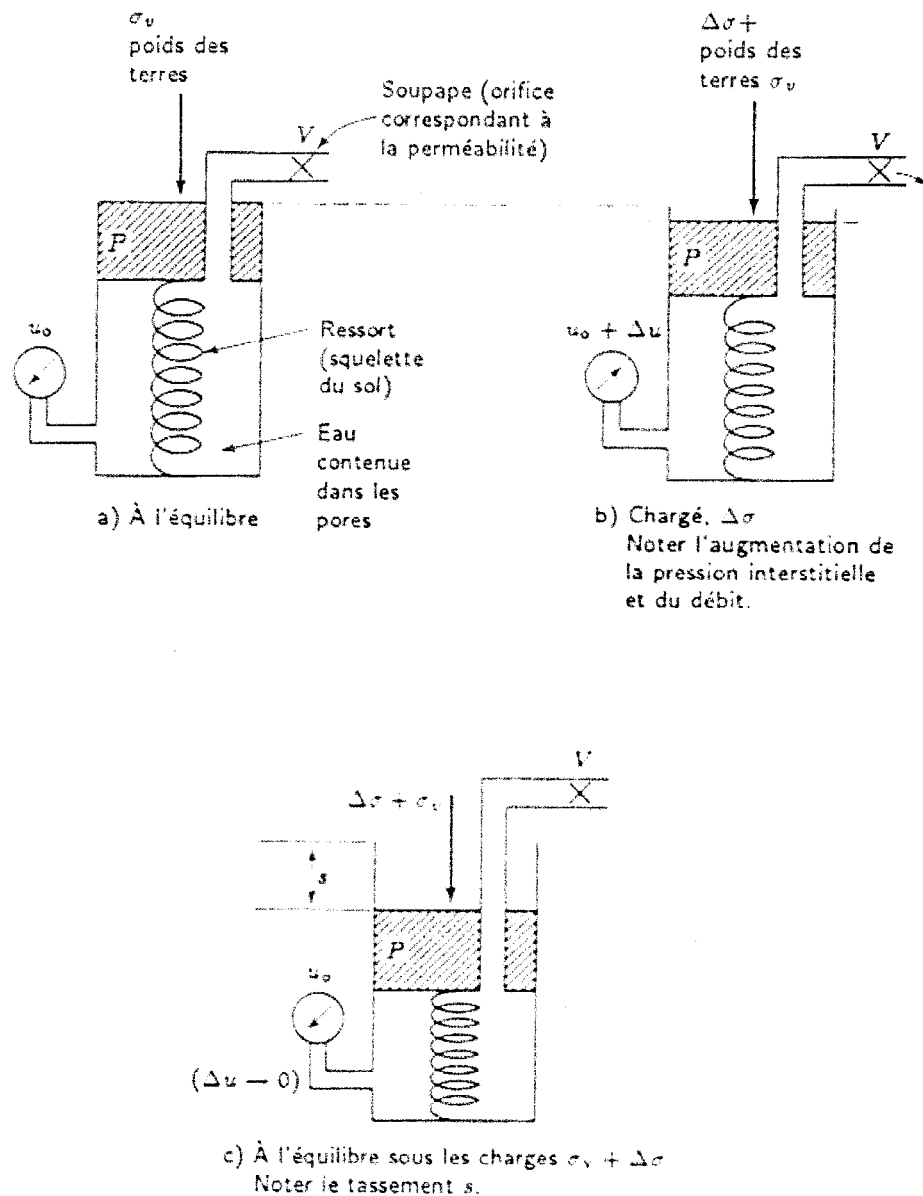 σᵥ
poids des
terres
Soupape (orifice
correspondant à
la perméabilité)
V
P
u₀
Ressort
(squelette
du sol)
Eau
contenue
dans les
pores
a) À l'équilibre
Δσ+
poids des
terres σᵥ
V
P
u₀ + Δu
b) Chargé, Δσ
Noter l'augmentation de
la pression interstitielle
et du débit.
V
Δσ + σᵥ
s
P
u₀
(Δu → 0)
c) À l'équilibre sous les charges σᵥ + Δσ
Noter le tassement s.